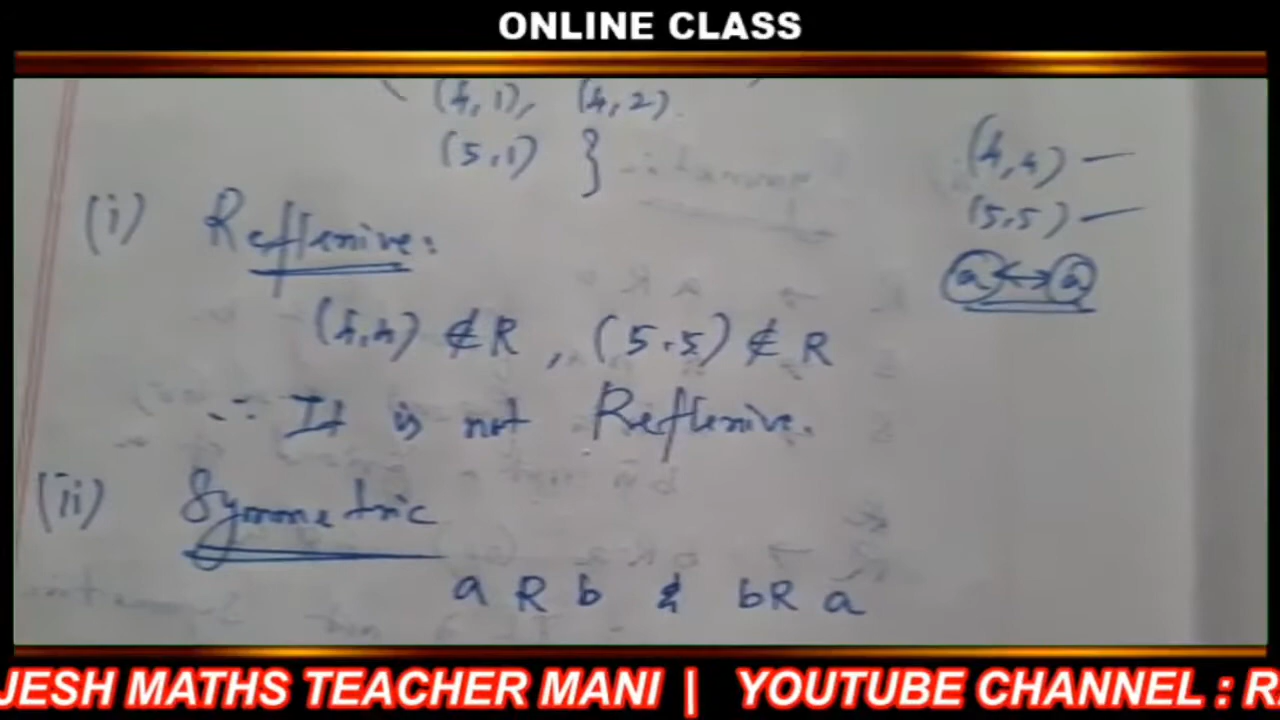 ONLINE CLASS
(4,1), (4,2)
(5,1) }
(4,4) —
(5,5) —
a ↔ a
(i) Reflexive:
(4,4) ∉ R , (5,5) ∉ R
∴ It is not Reflexive.
(ii) Symmetric
a R b & b R a
JESH MATHS TEACHER MANI | YOUTUBE CHANNEL : R